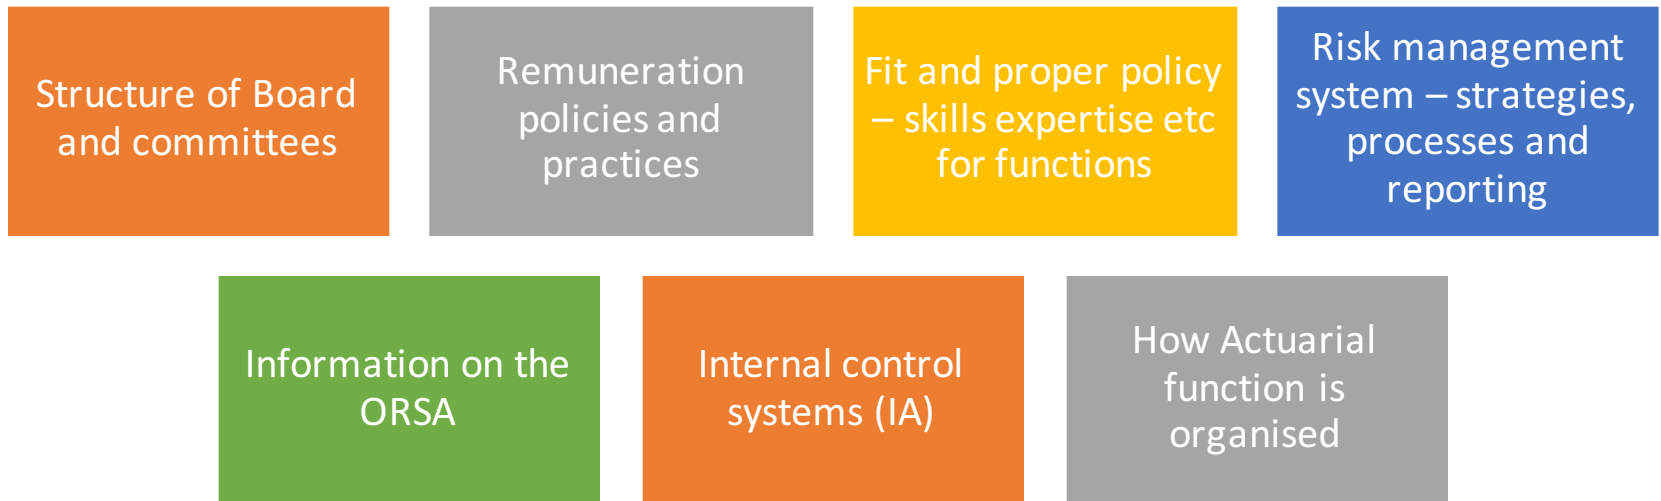 Structure of Board
and committees
Remuneration
policies and
practices
Fit and proper policy
– skills expertise etc
for functions
Risk management
system – strategies,
processes and
reporting
Information on the
ORSA
Internal control
systems (IA)
How Actuarial
function is
organised